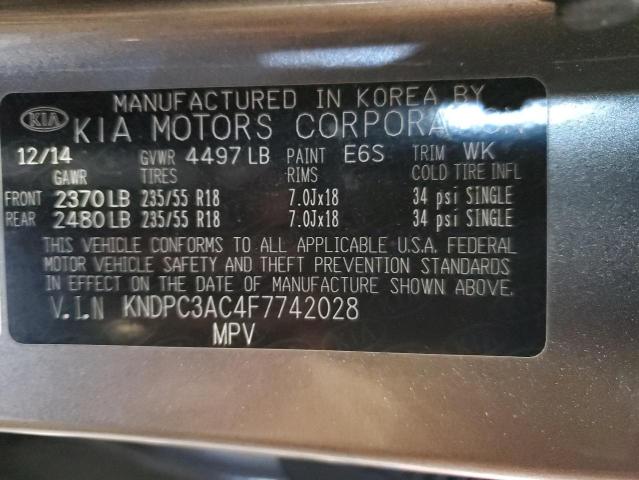 MANUFACTURED IN KOREA BY
KIA KIA MOTORS CORPORATION
12/14 GVWR 4497 LB PAINT E6S TRIM WK
GAWR TIRES RIMS COLD TIRE INFL
FRONT 2370 LB 235/55 R18 7.0Jx18 34 psi SINGLE
REAR 2480 LB 235/55 R18 7.0Jx18 34 psi SINGLE
THIS VEHICLE CONFORMS TO ALL APPLICABLE U.S.A. FEDERAL
MOTOR VEHICLE SAFETY AND THEFT PREVENTION STANDARDS
IN EFFECT ON THE DATE OF MANUFACTURE SHOWN ABOVE.
V.I.N KNDPC3AC4F7742028
MPV